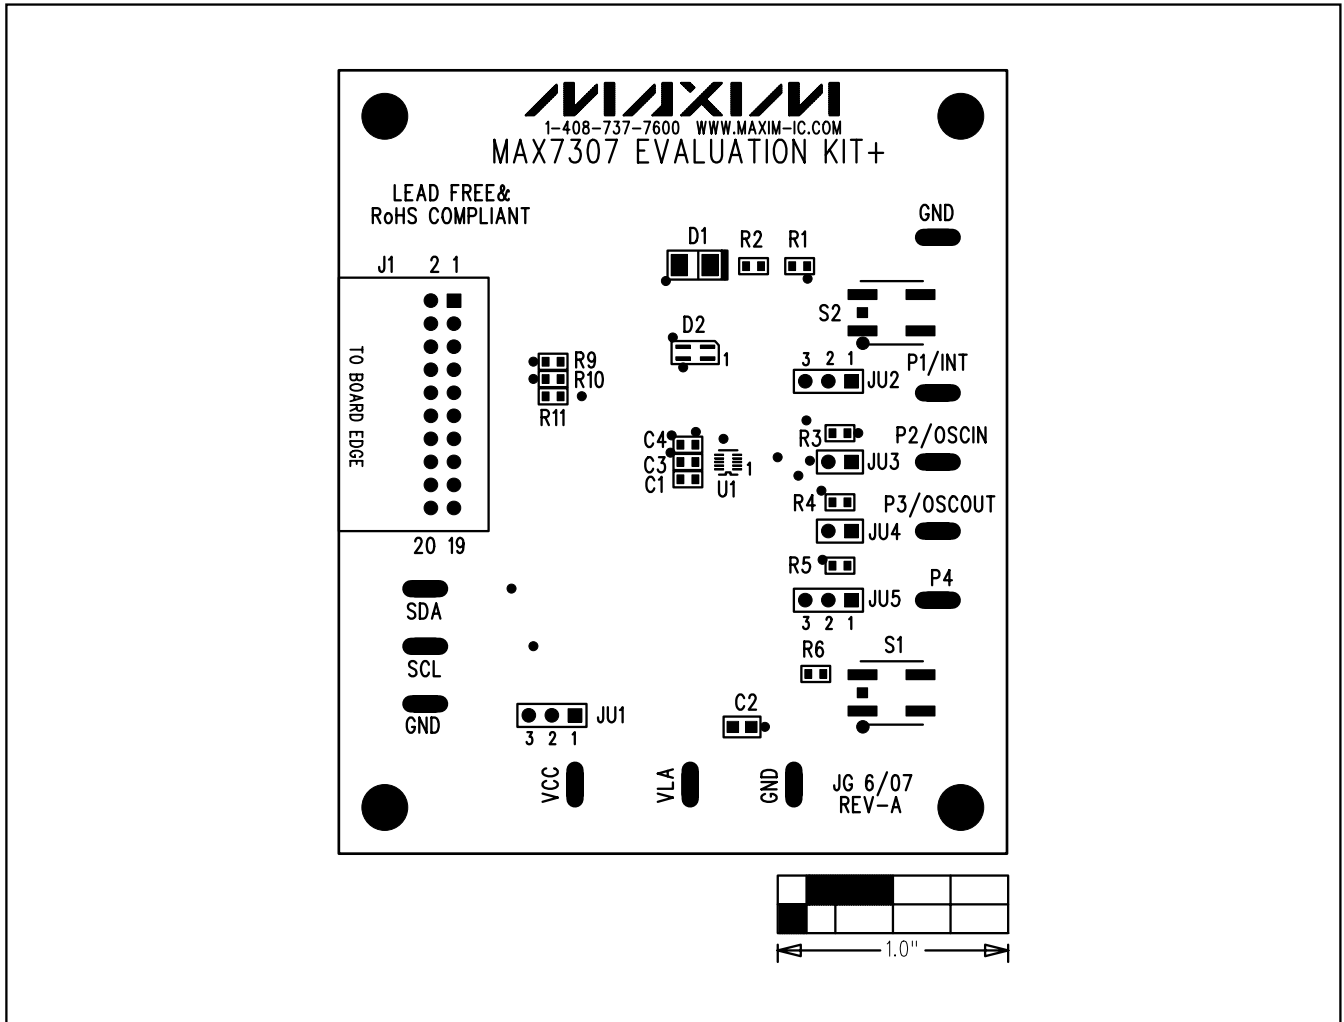 MAXIM
1-408-737-7600 WWW.MAXIM-IC.COM
MAX7307 EVALUATION KIT+
LEAD FREE&
RoHS COMPLIANT
GND
D1
R2
R1
J1
2 1
S2
D2
1
TO BOARD EDGE
R9
R10
R11
3 2 1
JU2
P1/INT
C4
C3
C1
1
U1
R3
P2/OSCIN
JU3
R4
P3/OSCOUT
JU4
20 19
R5
P4
JU5
3 2 1
SDA
SCL
GND
R6
S1
JU1
3 2 1
C2
VCC
VLA
GND
JG 6/07
REV-A
1.0"